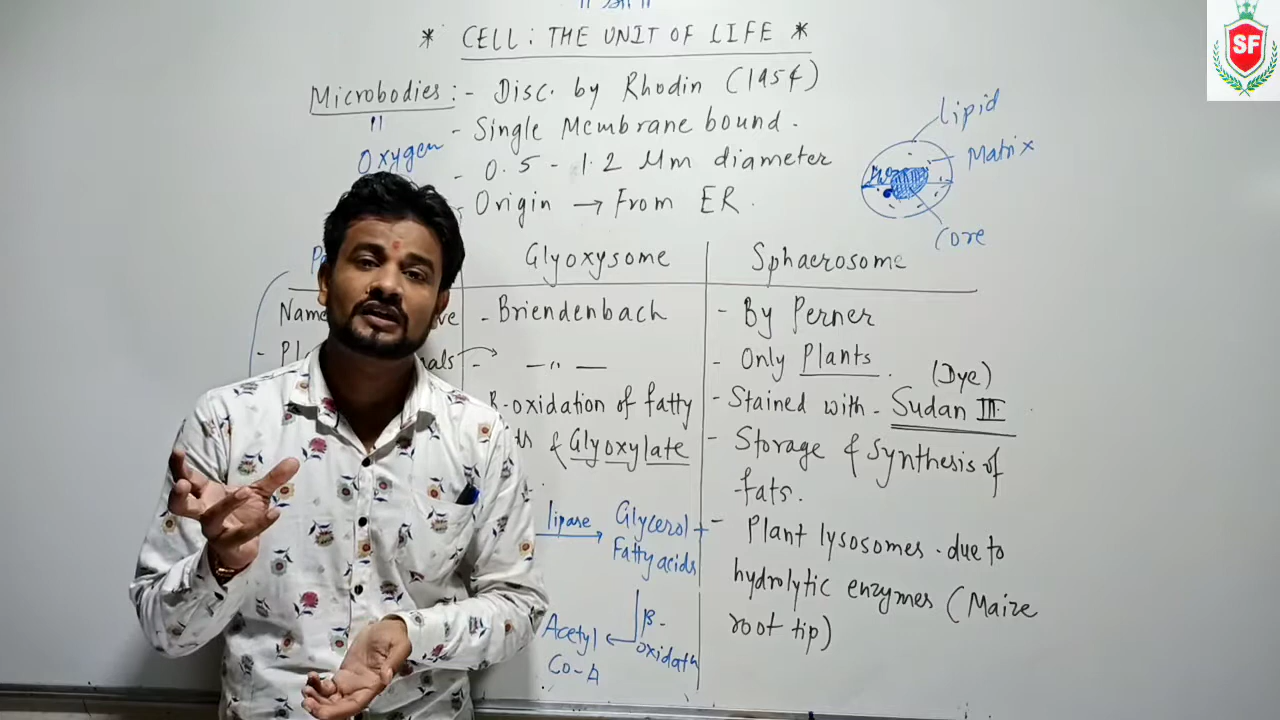 * CELL: THE UNIT OF LIFE *
Microbodies :- Disc. by Rhodin (1954)
- Single Membrane bound.
Oxygen
- 0.5 - 1.2 Mm diameter
- Origin → From ER.
Lipid
Matrix
Core
Glyoxysome
- Briendenbach
- —"—
β-oxidation of fatty
& Glyoxylate
lipase → Glycerol +
Fatty acids
β-
oxidatn
Acetyl
Co-A
Sphaerosome
- By Perner
- Only Plants.
(Dye)
- Stained with - Sudan III
- Storage & Synthesis of
fats.
- Plant lysosomes. due to
hydrolytic enzymes (Maize
root tip)
SF